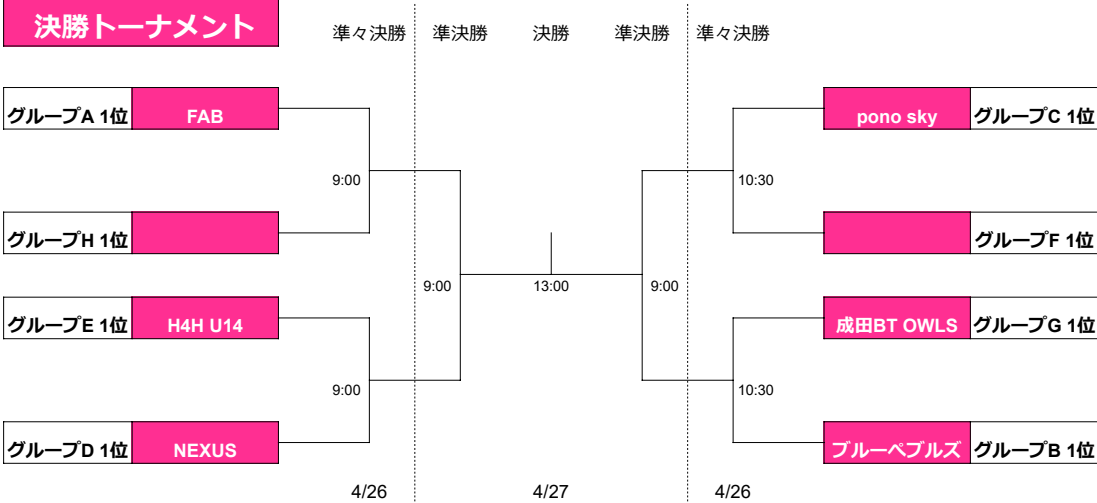 決勝トーナメント
準々決勝 準決勝 決勝 準決勝 準々決勝
グループA 1位 FAB pono sky グループC 1位
9:00 10:30
グループH 1位 グループF 1位
9:00 13:00 9:00
グループE 1位 H4H U14 成田BT OWLS グループG 1位
9:00 10:30
グループD 1位 NEXUS ブルーペブルズ グループB 1位
4/26 4/27 4/26